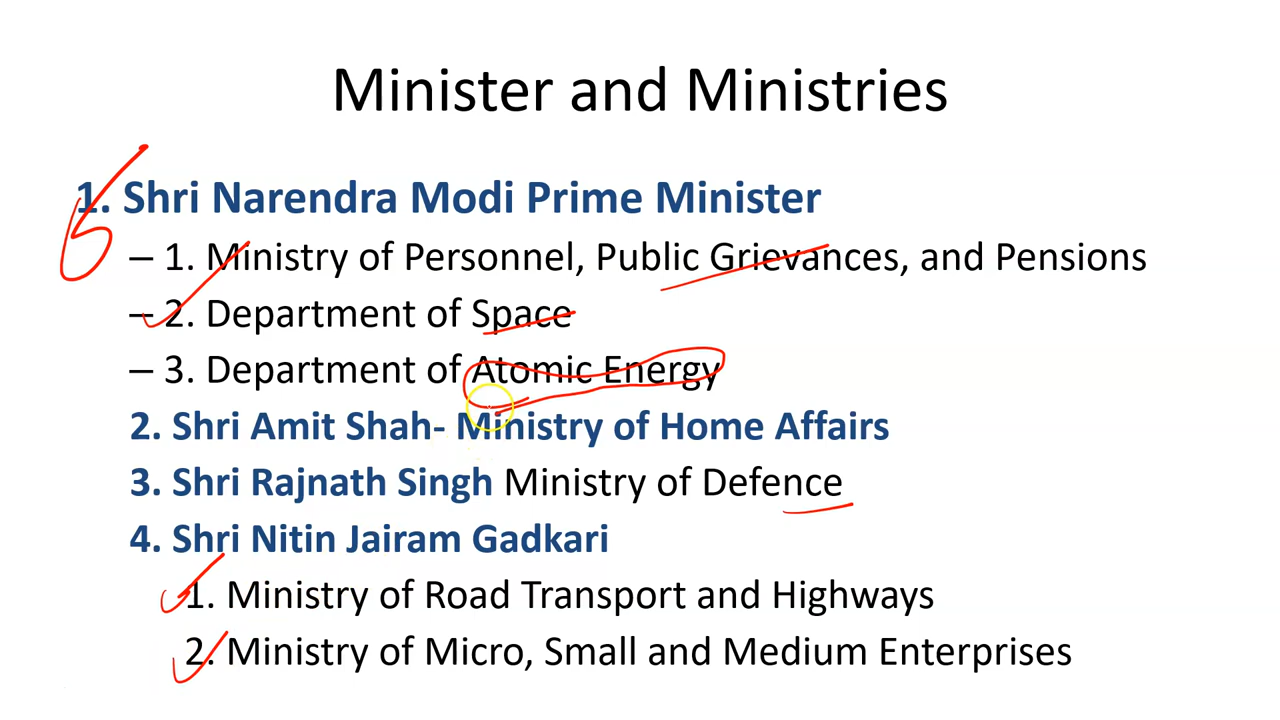 Minister and Ministries
1. Shri Narendra Modi Prime Minister
– 1. Ministry of Personnel, Public Grievances, and Pensions
– 2. Department of Space
– 3. Department of Atomic Energy
2. Shri Amit Shah- Ministry of Home Affairs
3. Shri Rajnath Singh Ministry of Defence
4. Shri Nitin Jairam Gadkari
1. Ministry of Road Transport and Highways
2. Ministry of Micro, Small and Medium Enterprises